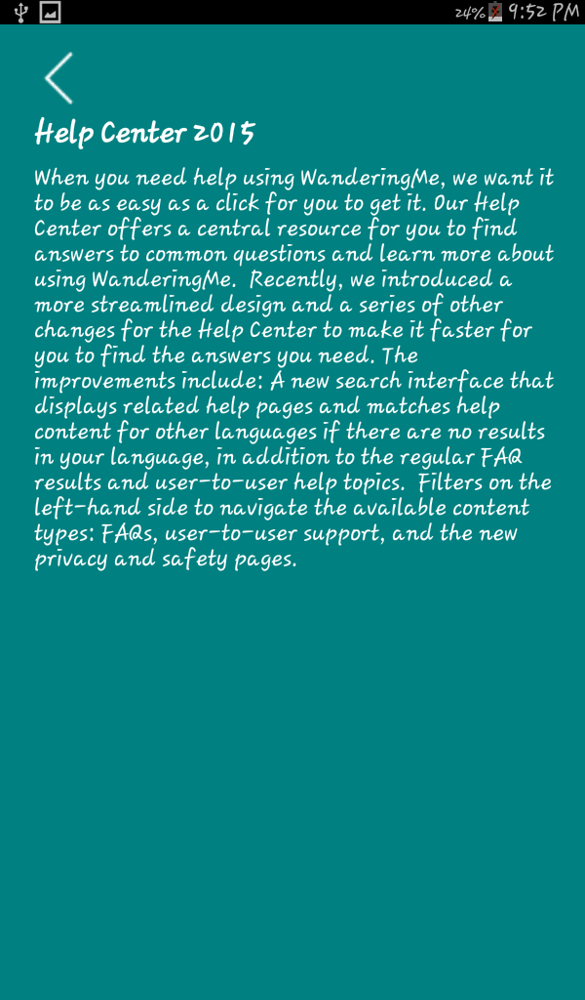 24% 9:52 PM
Help Center 2015
When you need help using WanderingMe, we want it
to be as easy as a click for you to get it. Our Help
Center offers a central resource for you to find
answers to common questions and learn more about
using WanderingMe.  Recently, we introduced a
more streamlined design and a series of other
changes for the Help Center to make it faster for
you to find the answers you need. The
improvements include: A new search interface that
displays related help pages and matches help
content for other languages if there are no results
in your language, in addition to the regular FAQ
results and user-to-user help topics.  Filters on the
left-hand side to navigate the available content
types: FAQs, user-to-user support, and the new
privacy and safety pages.